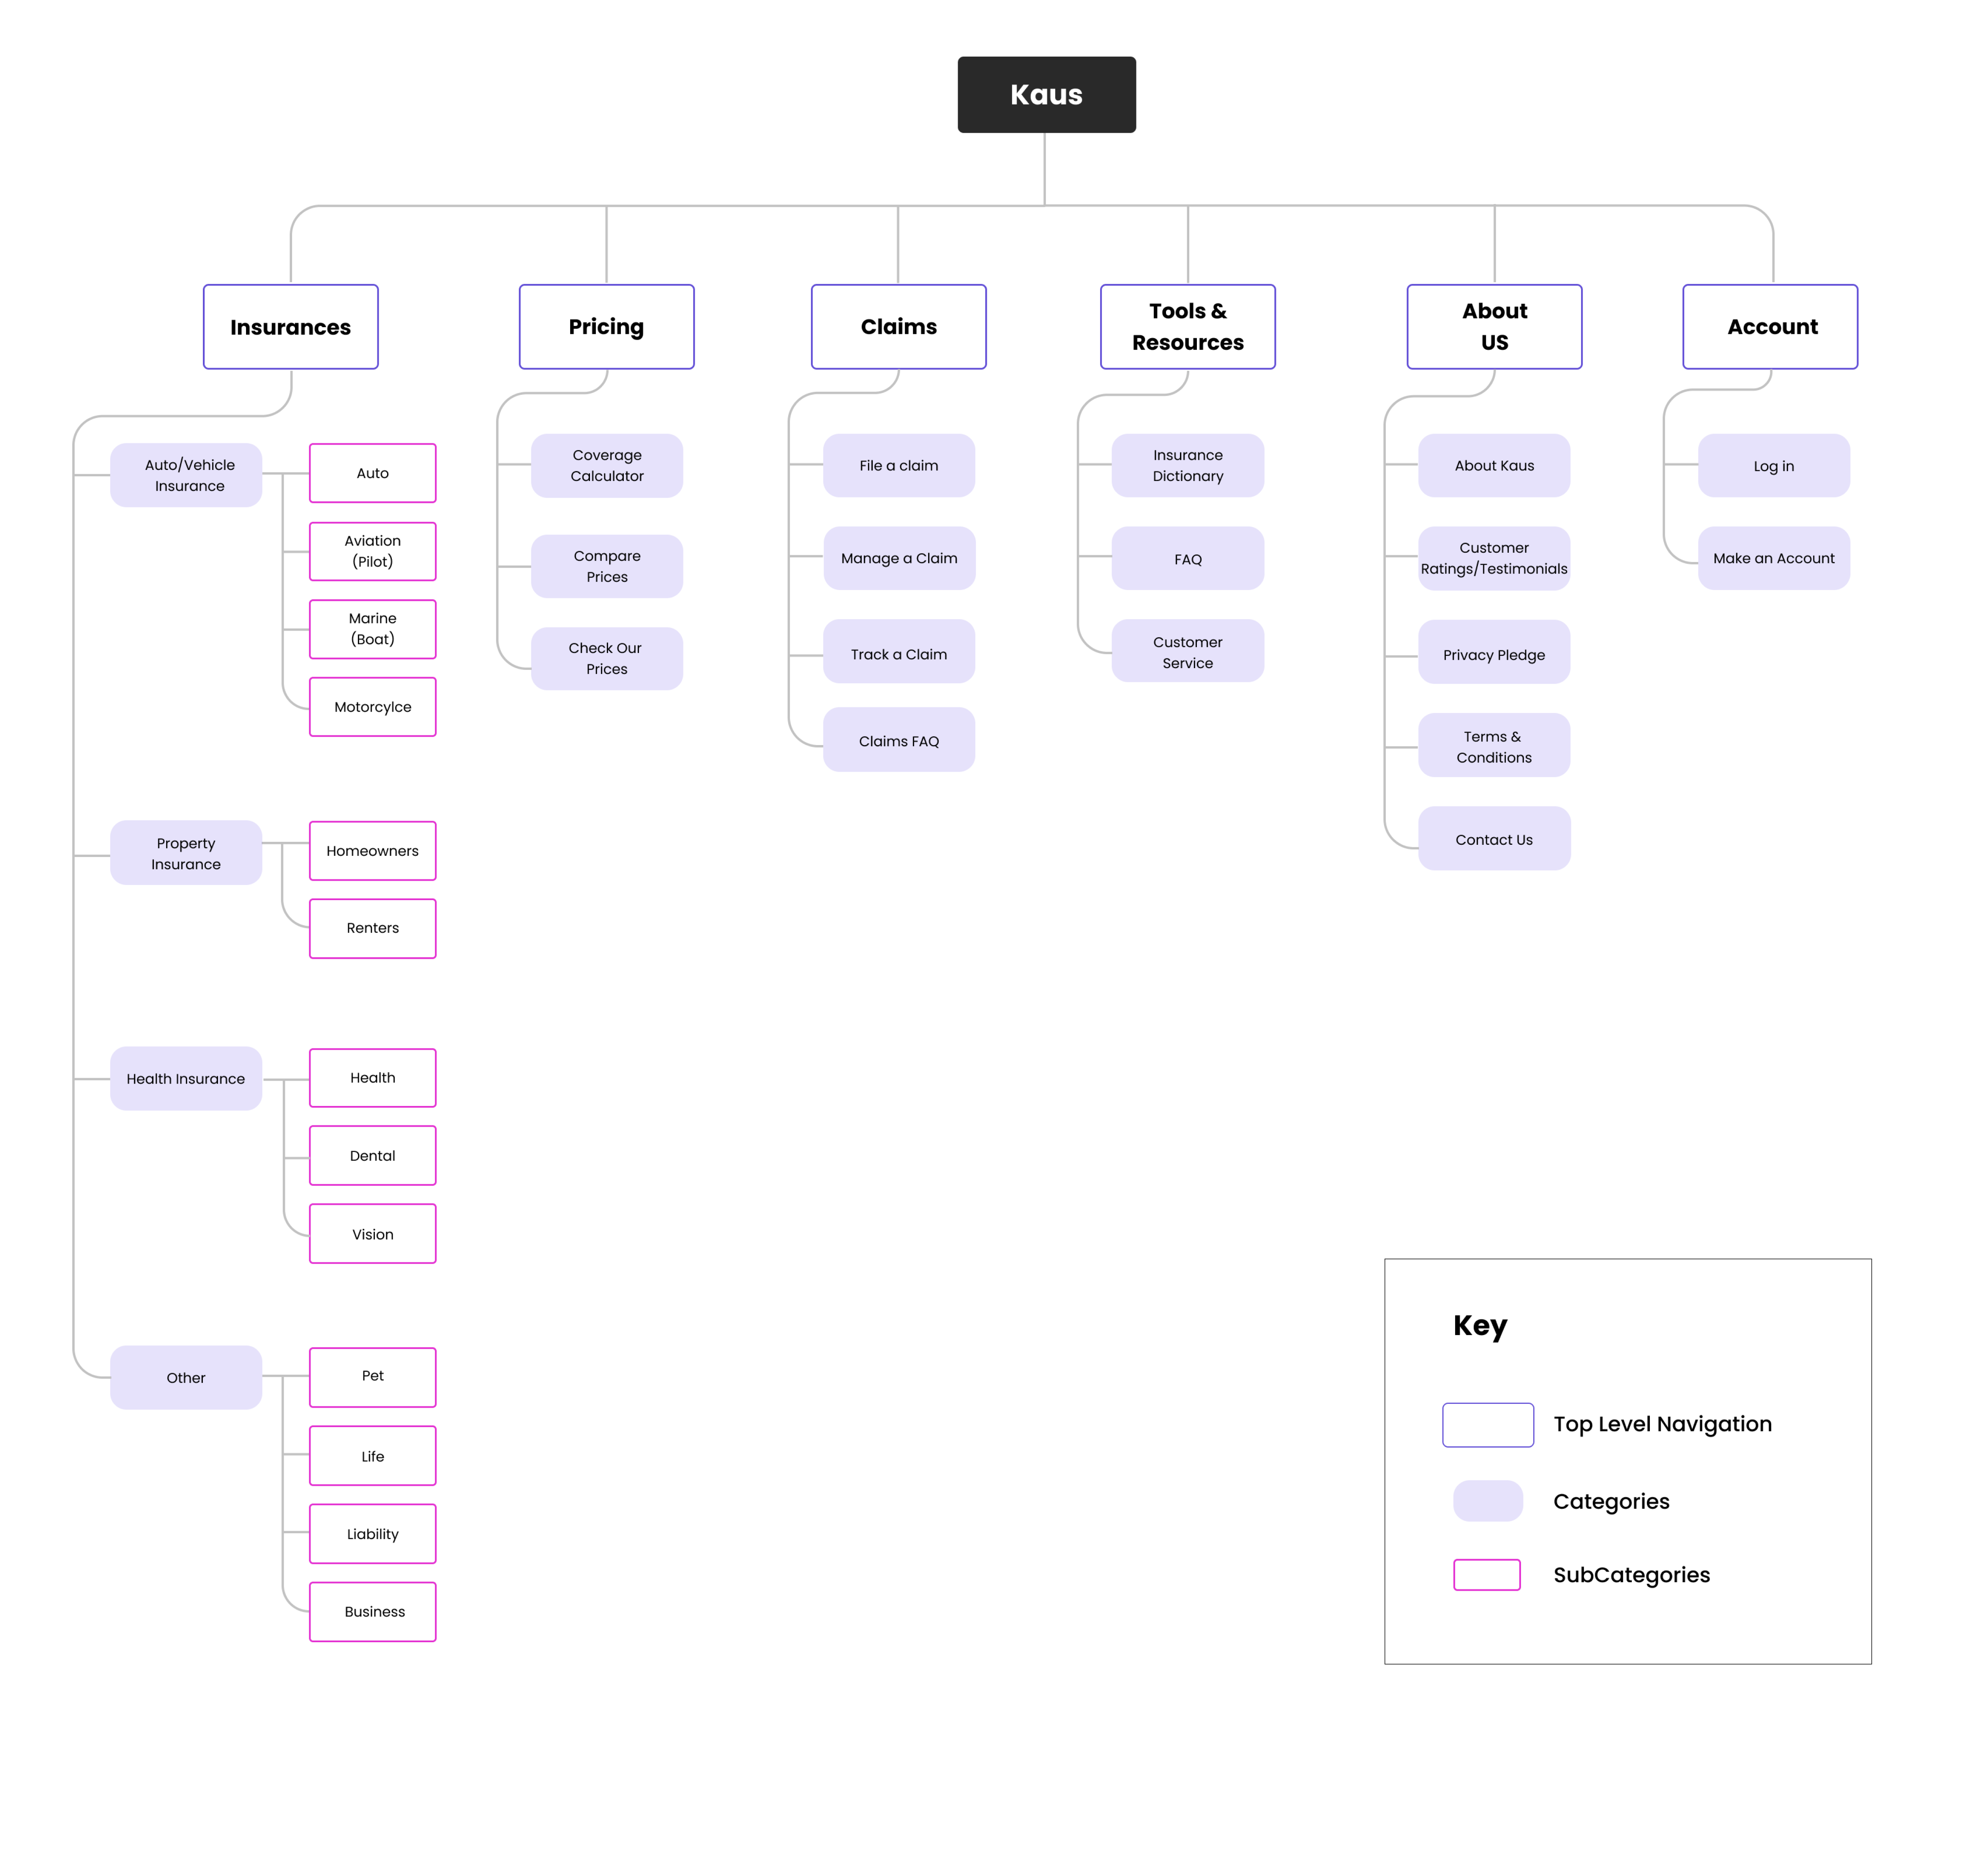 Kaus
Insurances
Pricing
Claims
Tools &
Resources
About
US
Account
Auto/Vehicle
Insurance
Auto
Aviation
(Pilot)
Marine
(Boat)
Motorcylce
Property
Insurance
Homeowners
Renters
Health Insurance
Health
Dental
Vision
Other
Pet
Life
Liability
Business
Coverage
Calculator
Compare
Prices
Check Our
Prices
File a claim
Manage a Claim
Track a Claim
Claims FAQ
Insurance
Dictionary
FAQ
Customer
Service
About Kaus
Customer
Ratings/Testimonials
Privacy Pledge
Terms &
Conditions
Contact Us
Log in
Make an Account
Key
Top Level Navigation
Categories
SubCategories